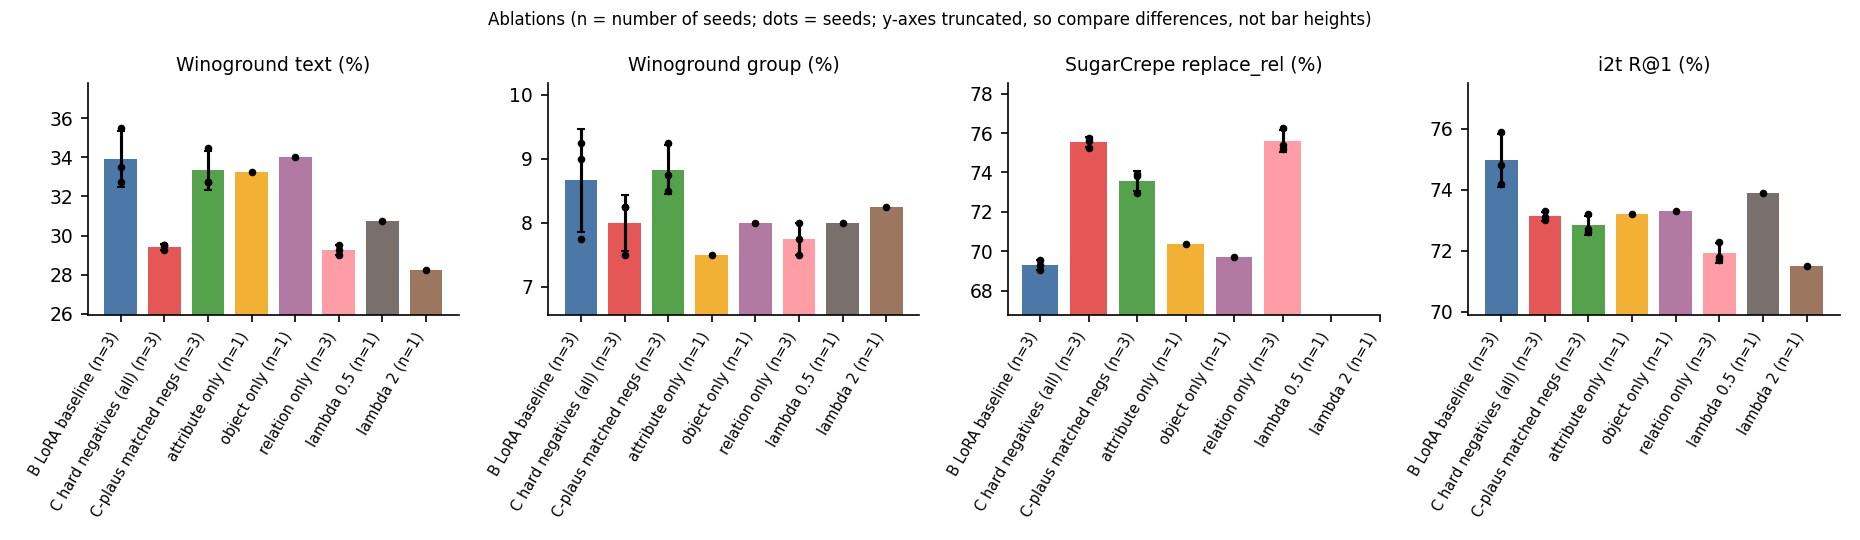 Ablations (n = number of seeds; dots = seeds; y-axes truncated, so compare differences, not bar heights)
Winoground text (%)
36
34
32
30
28
26
B LoRA baseline (n=3)
C hard negatives (all) (n=3)
C-plaus matched negs (n=3)
attribute only (n=1)
object only (n=1)
relation only (n=3)
lambda 0.5 (n=1)
lambda 2 (n=1)
Winoground group (%)
10
9
8
7
B LoRA baseline (n=3)
C hard negatives (all) (n=3)
C-plaus matched negs (n=3)
attribute only (n=1)
object only (n=1)
relation only (n=3)
lambda 0.5 (n=1)
lambda 2 (n=1)
SugarCrepe replace_rel (%)
78
76
74
72
70
68
B LoRA baseline (n=3)
C hard negatives (all) (n=3)
C-plaus matched negs (n=3)
attribute only (n=1)
object only (n=1)
relation only (n=3)
lambda 0.5 (n=1)
lambda 2 (n=1)
i2t R@1 (%)
76
74
72
70
B LoRA baseline (n=3)
C hard negatives (all) (n=3)
C-plaus matched negs (n=3)
attribute only (n=1)
object only (n=1)
relation only (n=3)
lambda 0.5 (n=1)
lambda 2 (n=1)